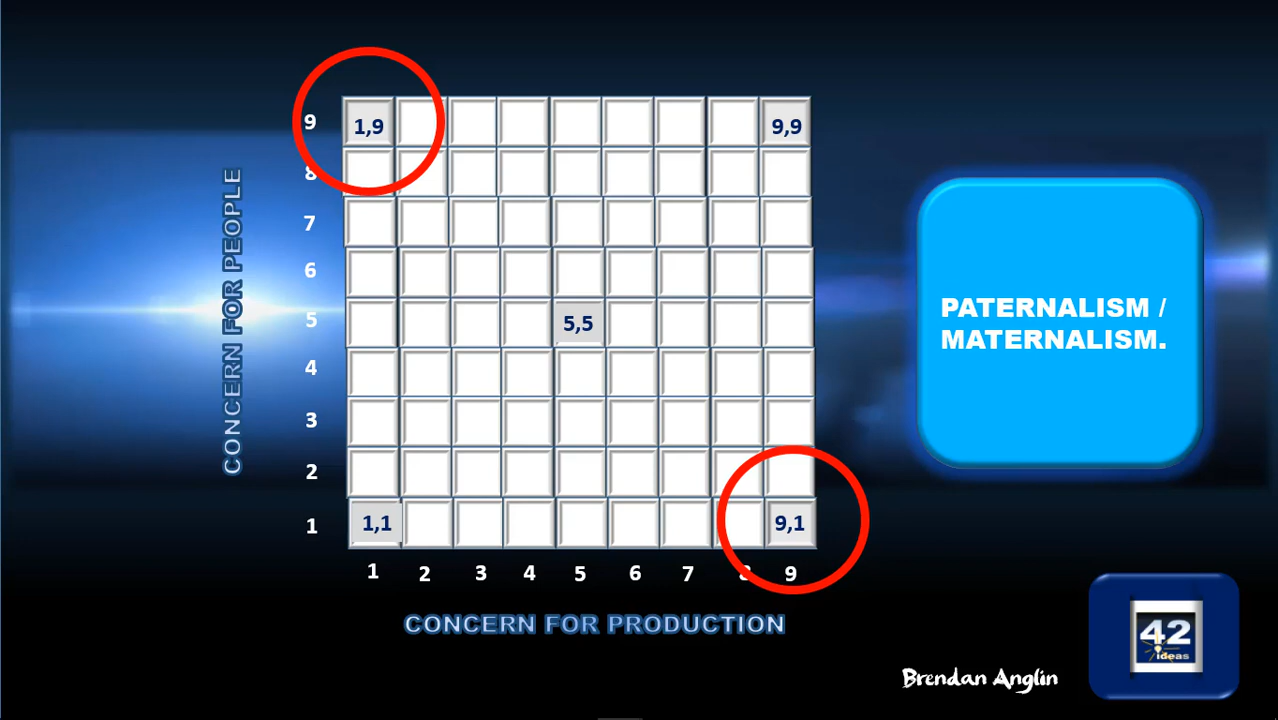 9
1,9
9,9
8
7
6
5
5,5
4
3
2
1
1,1
9,1
1 2 3 4 5 6 7 8 9
CONCERN FOR PEOPLE
CONCERN FOR PRODUCTION
PATERNALISM /
MATERNALISM.
42
ideas
Brendan Anglin